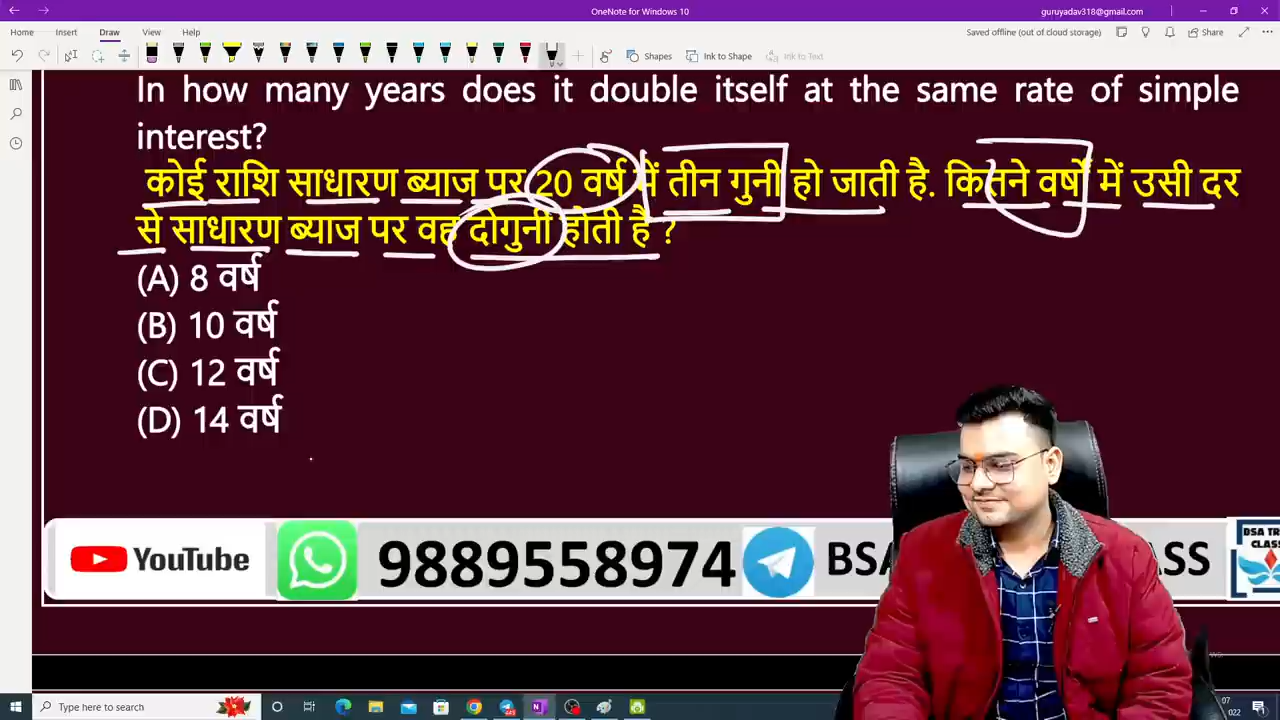 OneNote for Windows 10
guruyadav318@gmail.com
Home Insert Draw View Help
Saved offline (out of cloud storage)
Share
Shapes
Ink to Shape
Ink to Text
In how many years does it double itself at the same rate of simple
interest?
कोई राशि साधारण ब्याज पर 20 वर्ष में तीन गुनी हो जाती है. कितने वर्षों में उसी दर
से साधारण ब्याज पर वह दोगुनी होती है ?
(A) 8 वर्ष
(B) 10 वर्ष
(C) 12 वर्ष
(D) 14 वर्ष
YouTube 9889558974 BSA
Type here to search